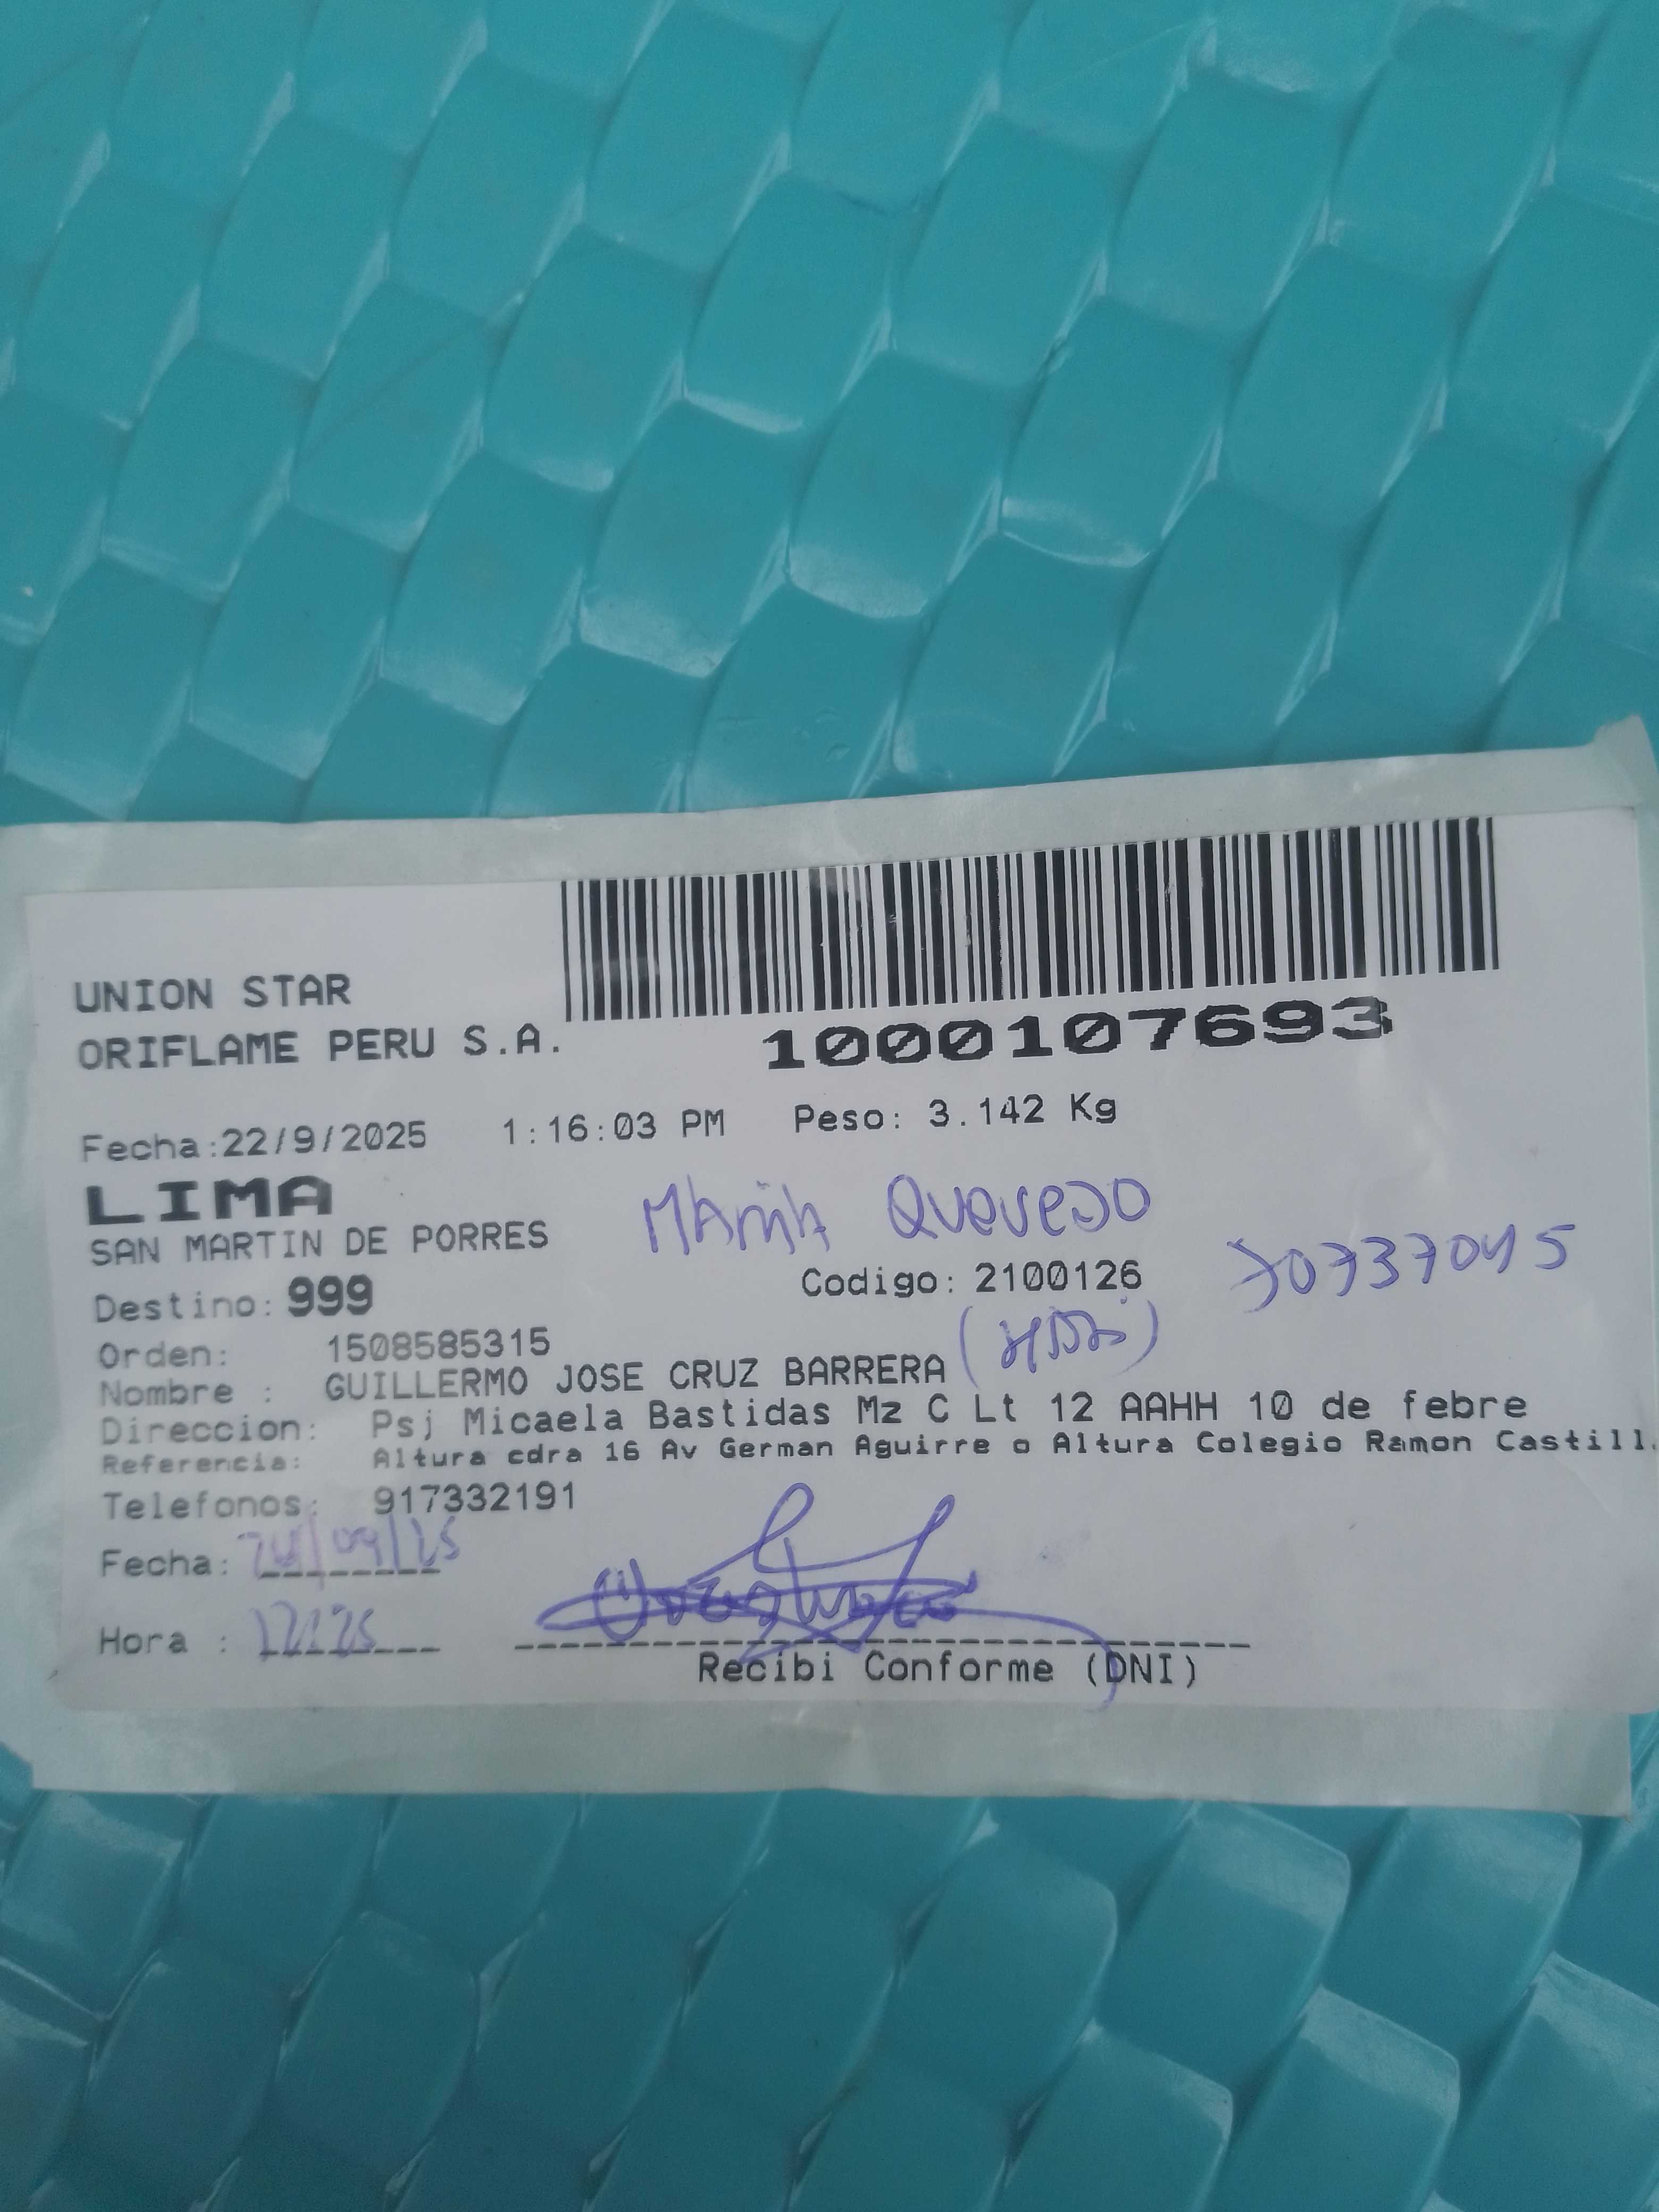 UNION STAR
ORIFLAME PERU S.A.
1000107693
Fecha:22/9/2025 1:16:03 PM Peso: 3.142 Kg
LIMA
SAN MARTIN DE PORRES
MARIA QUEVEDO
Destino: 999 Codigo: 2100126
Orden: 1508585315
Nombre : GUILLERMO JOSE CRUZ BARRERA
Direccion: Psj Micaela Bastidas Mz C Lt 12 AAHH 10 de febre
Referencia: Altura cdra 16 Av German Aguirre o Altura Colegio Ramon Castill
Telefonos: 917332191
Fecha: 24/09/25
Hora :
Recibi Conforme (DNI)